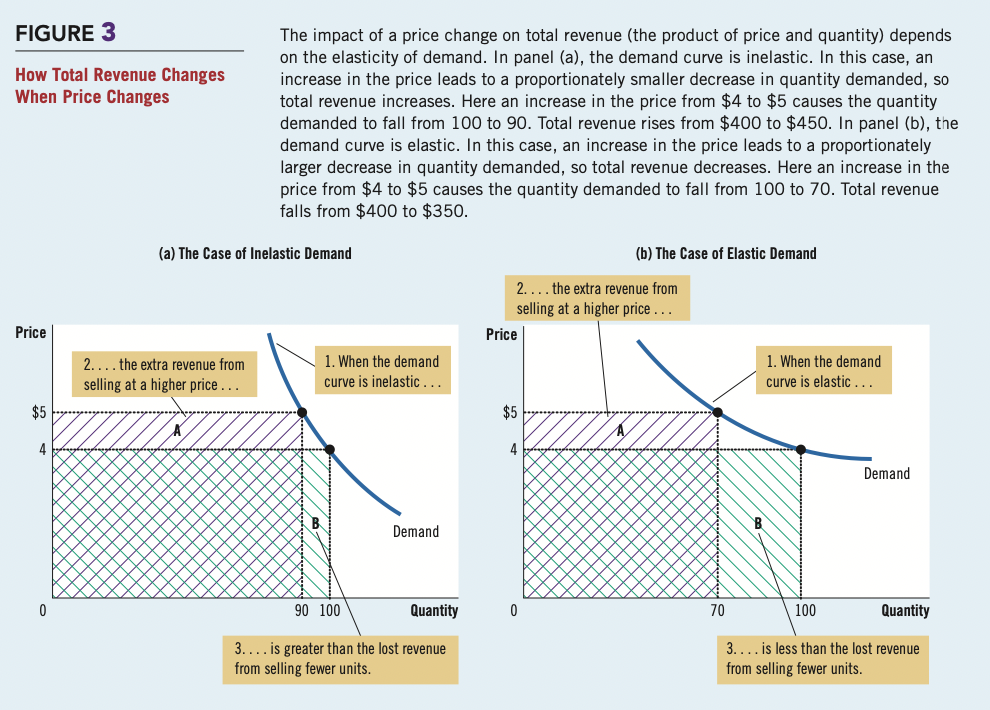 FIGURE 3
How Total Revenue Changes
When Price Changes
The impact of a price change on total revenue (the product of price and quantity) depends
on the elasticity of demand. In panel (a), the demand curve is inelastic. In this case, an
increase in the price leads to a proportionately smaller decrease in quantity demanded, so
total revenue increases. Here an increase in the price from $4 to $5 causes the quantity
demanded to fall from 100 to 90. Total revenue rises from $400 to $450. In panel (b), the
demand curve is elastic. In this case, an increase in the price leads to a proportionately
larger decrease in quantity demanded, so total revenue decreases. Here an increase in the
price from $4 to $5 causes the quantity demanded to fall from 100 to 70. Total revenue
falls from $400 to $350.
(a) The Case of Inelastic Demand
Price
2. . . . the extra revenue from
selling at a higher price . . .
1. When the demand
curve is inelastic . . .
$5
A
4
B
Demand
0
90
100
Quantity
3. . . . is greater than the lost revenue
from selling fewer units.
(b) The Case of Elastic Demand
2. . . . the extra revenue from
selling at a higher price . . .
Price
1. When the demand
curve is elastic . . .
$5
A
4
Demand
B
0
70
100
Quantity
3. . . . is less than the lost revenue
from selling fewer units.